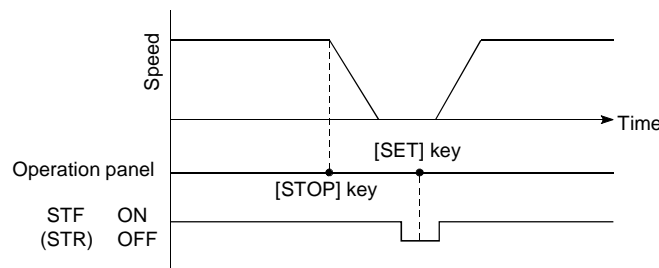 Speed
Time
[SET] key
Operation panel
[STOP] key
STF ON
(STR) OFF